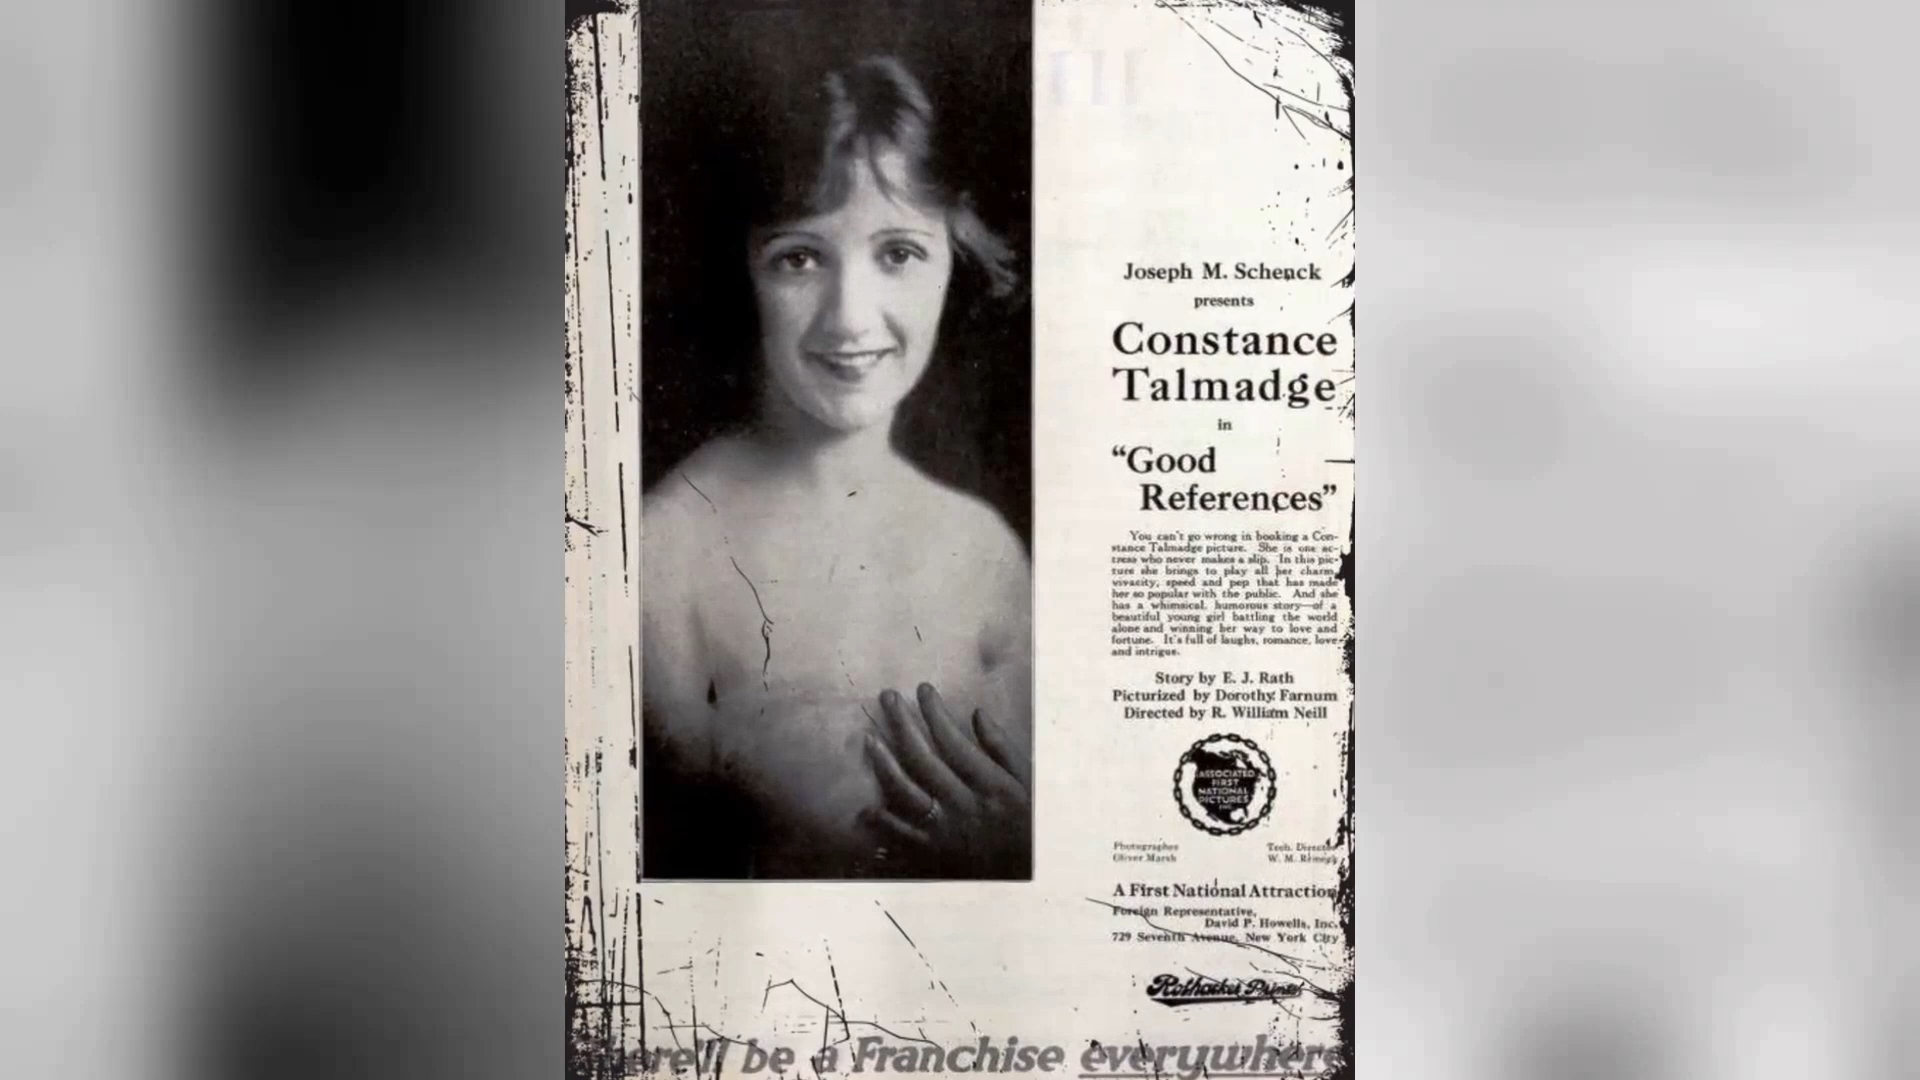 Joseph M. Schenck
presents
Constance
Talmadge
in
“Good
References”
You can't go wrong in booking a Con-
stance Talmadge picture. She is one ac-
tress who never makes a slip. In this pic-
ture she brings to play all her charm,
vivacity, speed and pep that has made
her so popular with the public. And she
has a whimsical, humorous story—of a
beautiful young girl battling the world
alone and winning her way to love and
fortune. It's full of laughs, romance, love
and intrigue.
Story by E. J. Rath
Picturized by Dorothy Farnum
Directed by R. William Neill
ASSOCIATED
FIRST
NATIONAL
PICTURES
INC.
Photographer Tech. Director
Oliver Marsh W. M.
A First National Attraction
Foreign Representative,
David P. Howells, Inc.
729 Seventh Avenue, New York City
Rothacker Prints
be a Franchise everywhere